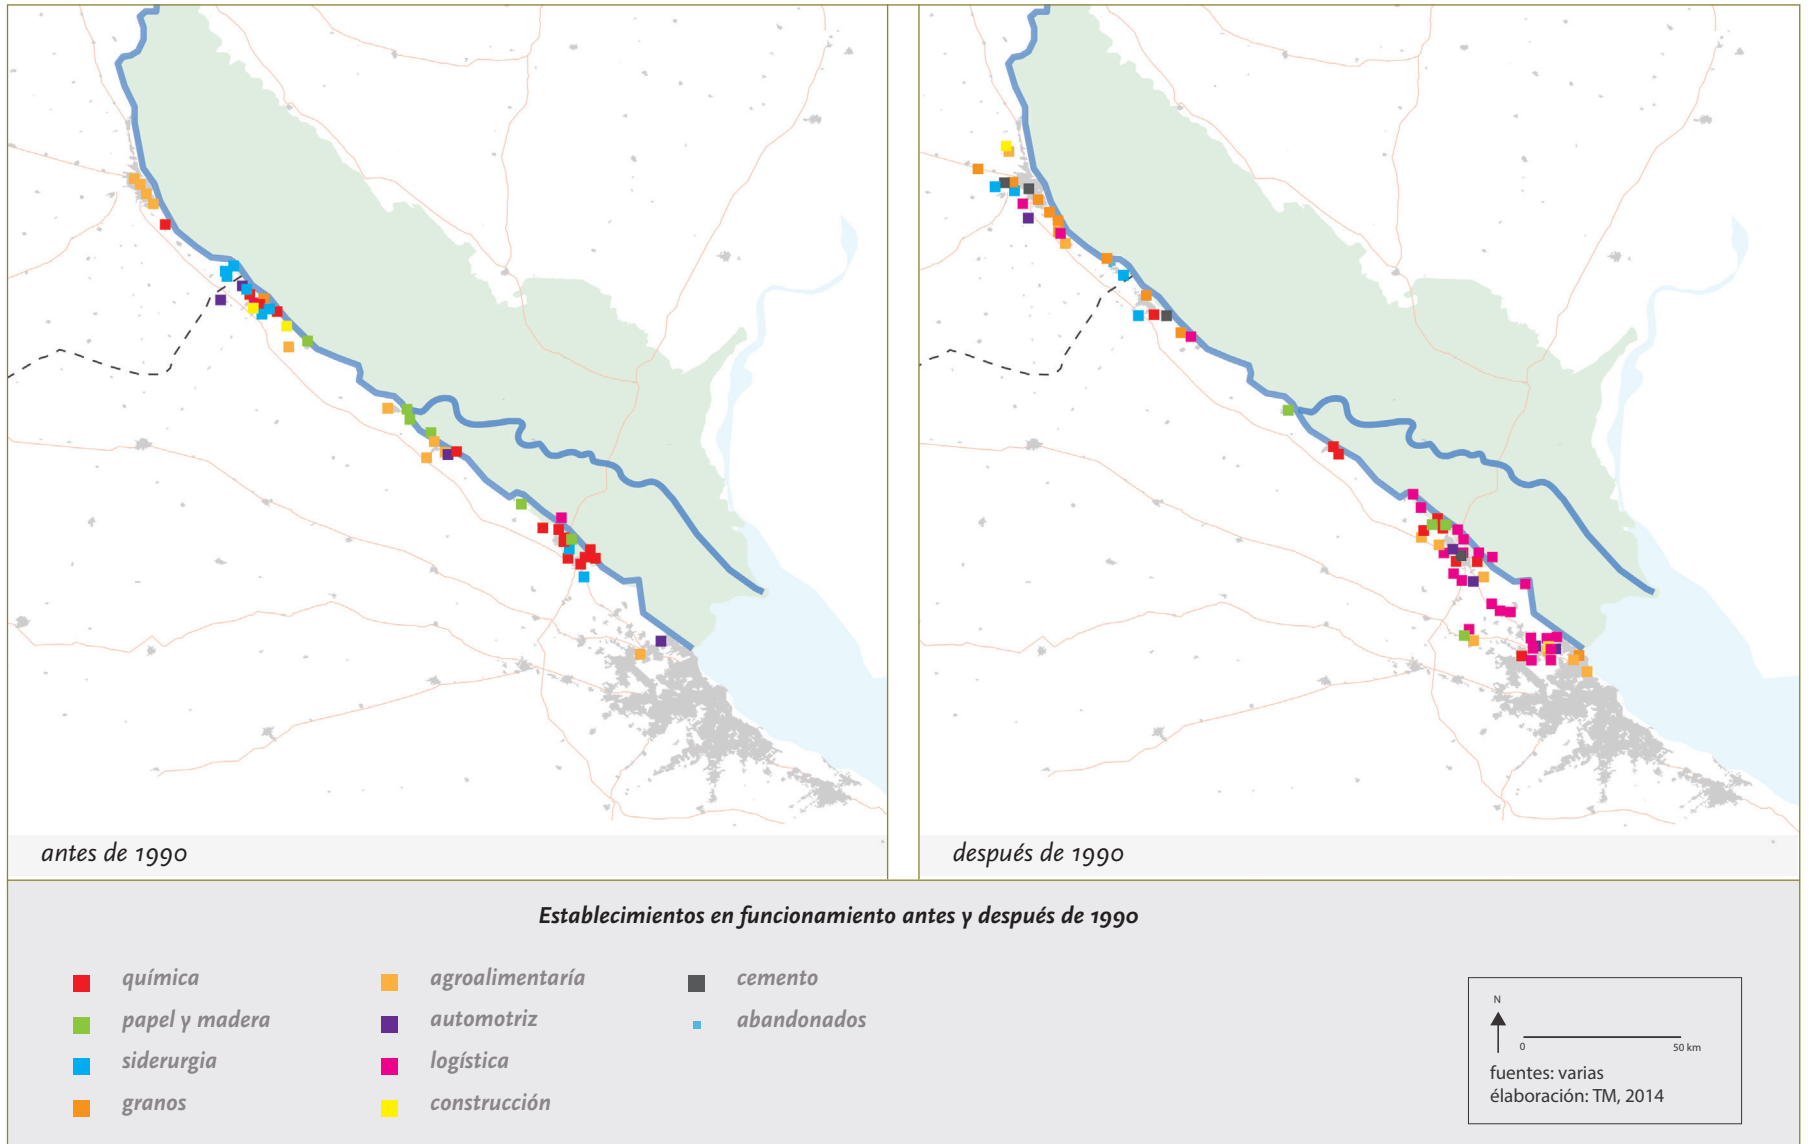 antes de 1990
después de 1990
Establecimientos en funcionamiento antes y después de 1990
química
papel y madera
siderurgia
granos
agroalimentaría
automotriz
logística
construcción
cemento
abandonados
N
0
50 km
fuentes: varias
élaboración: TM, 2014